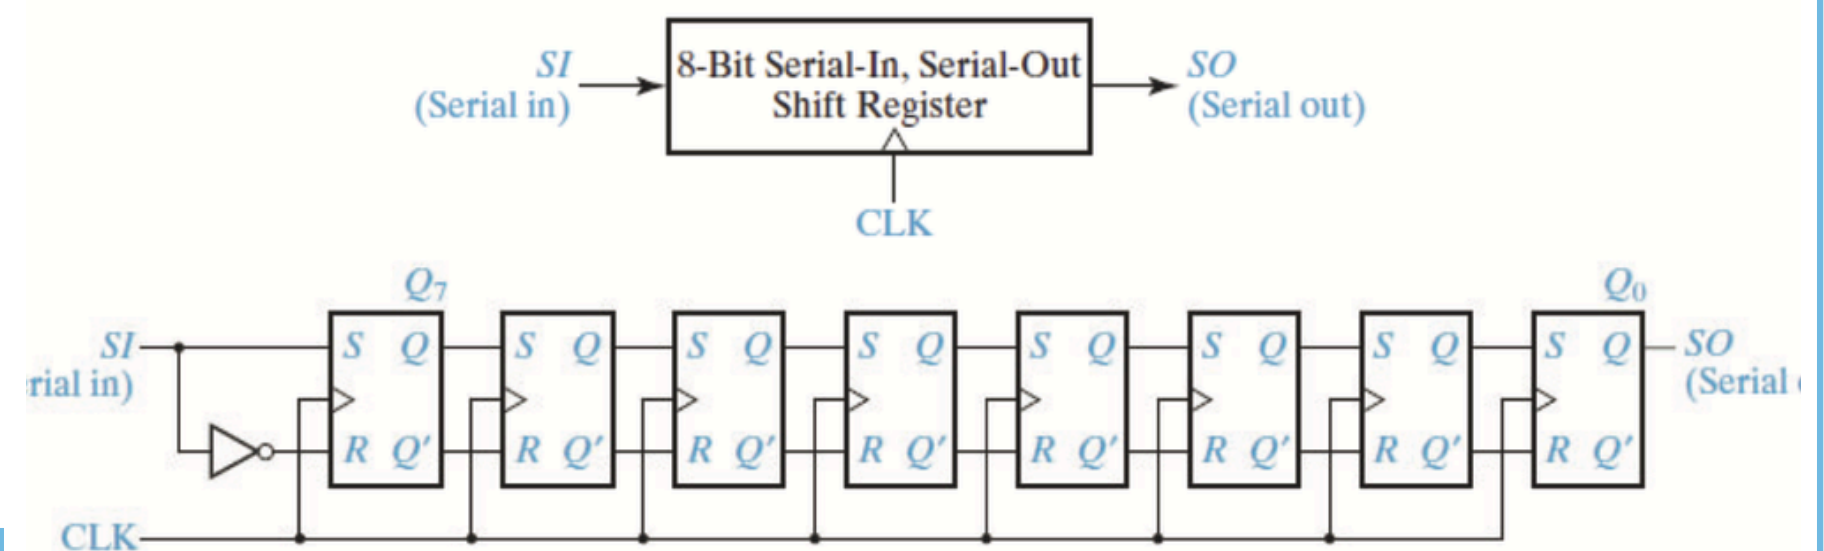 SI
(Serial in)
8-Bit Serial-In, Serial-Out
Shift Register
SO
(Serial out)
CLK
Q7
Q0
SI
rial in)
S Q S Q S Q S Q S Q S Q S Q S Q
SO
(Serial
R Q' R Q' R Q' R Q' R Q' R Q' R Q' R Q'
CLK